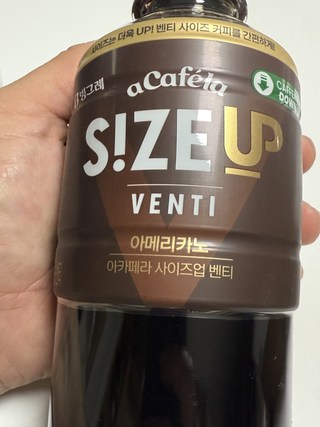 사이즈는 더욱 UP! 벤티 사이즈 커피를 간편하게!
빙그레
aCaféla
SIZE UP
VENTI
아메리카노
아카페라 사이즈업 벤티